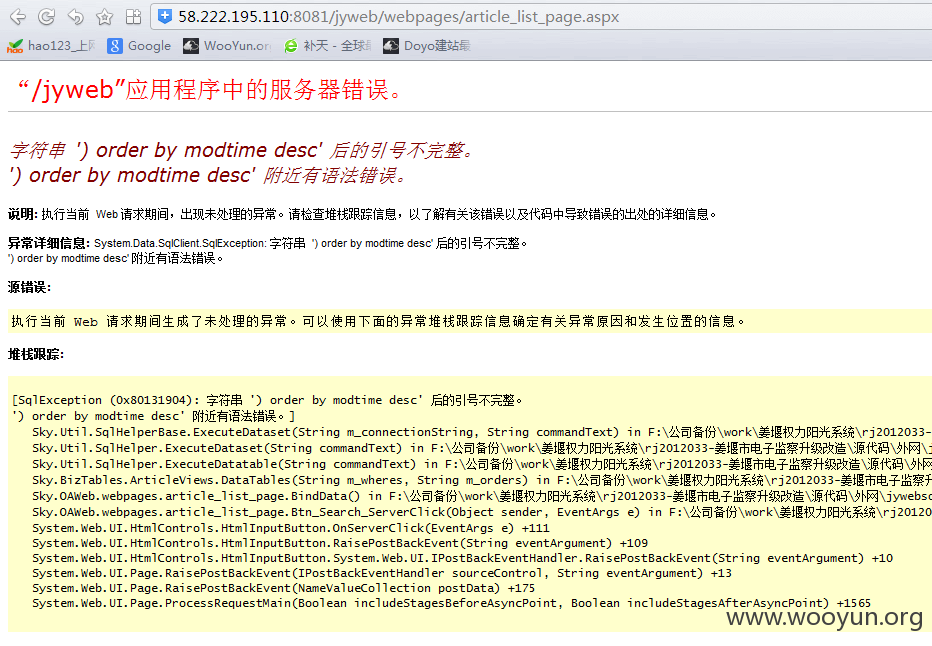 58.222.195.110:8081/jyweb/webpages/article_list_page.aspx
hao123_上网 Google WooYun.or 补天 - 全球 Doyo建站
“/jyweb”应用程序中的服务器错误。
字符串 ') order by modtime desc' 后的引号不完整。
') order by modtime desc' 附近有语法错误。
说明: 执行当前 Web 请求期间，出现未处理的异常。请检查堆栈跟踪信息，以了解有关该错误以及代码中导致错误的出处的详细信息。
异常详细信息: System.Data.SqlClient.SqlException: 字符串 ') order by modtime desc' 后的引号不完整。
') order by modtime desc' 附近有语法错误。
源错误:
执行当前 Web 请求期间生成了未处理的异常。可以使用下面的异常堆栈跟踪信息确定有关异常原因和发生位置的信息。
堆栈跟踪:
[SqlException (0x80131904): 字符串 ') order by modtime desc' 后的引号不完整。
') order by modtime desc' 附近有语法错误。]
Sky.Util.SqlHelperBase.ExecuteDataset(String m_connectionString, String commandText) in F:\公司备份\work\姜堰权力阳光系统\rj2012033-
Sky.Util.SqlHelper.ExecuteDataset(String commandText) in F:\公司备份\work\姜堰权力阳光系统\rj2012033-姜堰市电子监察升级改造\源代码\外网\j
Sky.Util.SqlHelper.ExecuteDatatable(String commandText) in F:\公司备份\work\姜堰权力阳光系统\rj2012033-姜堰市电子监察升级改造\源代码\外网
Sky.BizTables.ArticleViews.DataTables(String m_wheres, String m_orders) in F:\公司备份\work\姜堰权力阳光系统\rj2012033-姜堰市电子监察升
Sky.OAWeb.webpages.article_list_page.BindData() in F:\公司备份\work\姜堰权力阳光系统\rj2012033-姜堰市电子监察升级改造\源代码\外网\jywebso
Sky.OAWeb.webpages.article_list_page.Btn_Search_ServerClick(Object sender, EventArgs e) in F:\公司备份\work\姜堰权力阳光系统\rj20120
System.Web.UI.HtmlControls.HtmlInputButton.OnServerClick(EventArgs e) +111
System.Web.UI.HtmlControls.HtmlInputButton.RaisePostBackEvent(String eventArgument) +109
System.Web.UI.HtmlControls.HtmlInputButton.System.Web.UI.IPostBackEventHandler.RaisePostBackEvent(String eventArgument) +10
System.Web.UI.Page.RaisePostBackEvent(IPostBackEventHandler sourceControl, String eventArgument) +13
System.Web.UI.Page.RaisePostBackEvent(NameValueCollection postData) +175
System.Web.UI.Page.ProcessRequestMain(Boolean includeStagesBeforeAsyncPoint, Boolean includeStagesAfterAsyncPoint) +1565
www.wooyun.org